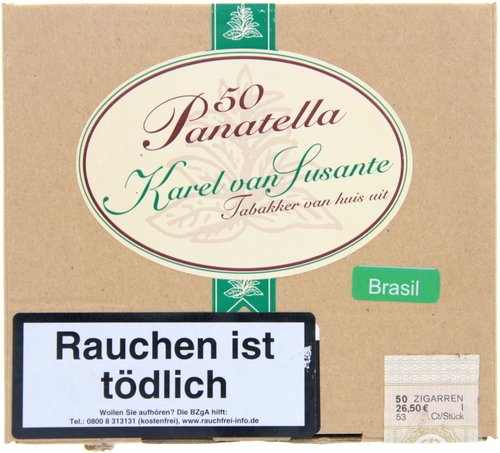 50
Panatella
Karel van Susante
Tabakker van huis uit
Brasil
Rauchen ist
tödlich
Wollen Sie aufhören? Die BZgA hilft:
Tel.: 0800 8 313131 (kostenfrei), www.rauchfrei-info.de
50 ZIGARREN
26,50€ I
53 Ct/Stück